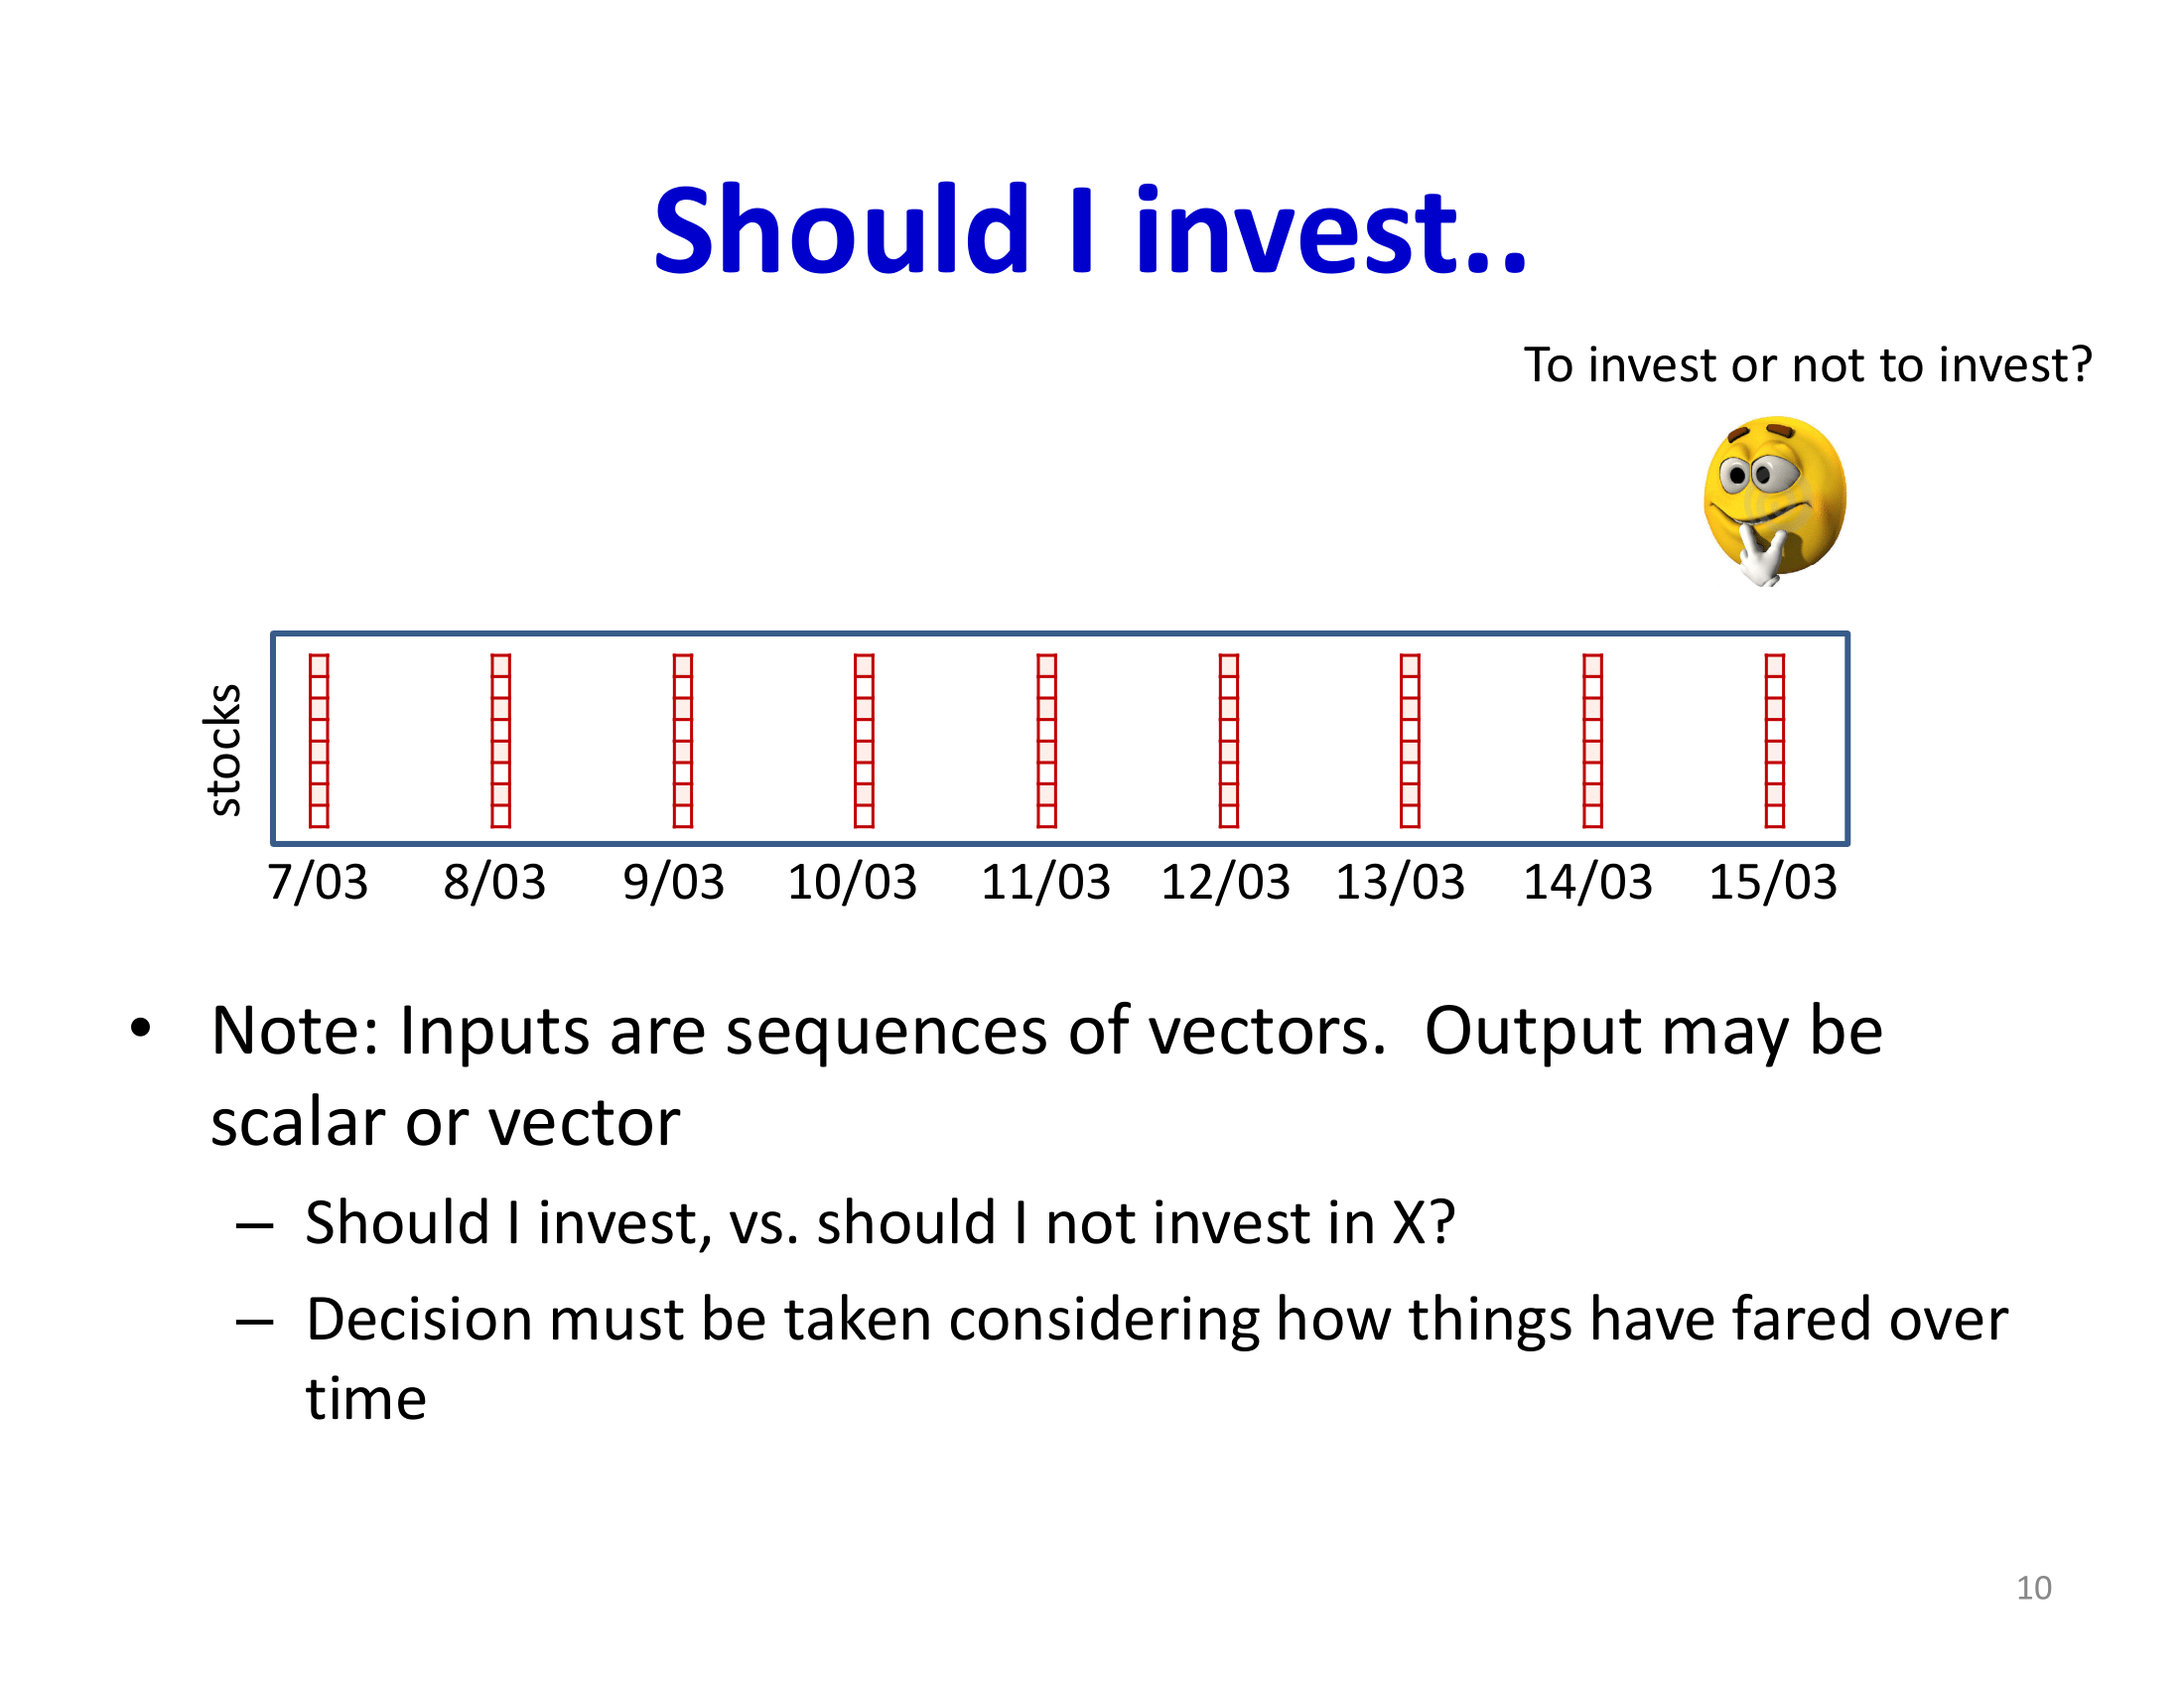 Should I invest..
To invest or not to invest?
stocks
7/03 8/03 9/03 10/03 11/03 12/03 13/03 14/03 15/03
• Note: Inputs are sequences of vectors. Output may be
scalar or vector
– Should I invest, vs. should I not invest in X?
– Decision must be taken considering how things have fared over
time
10